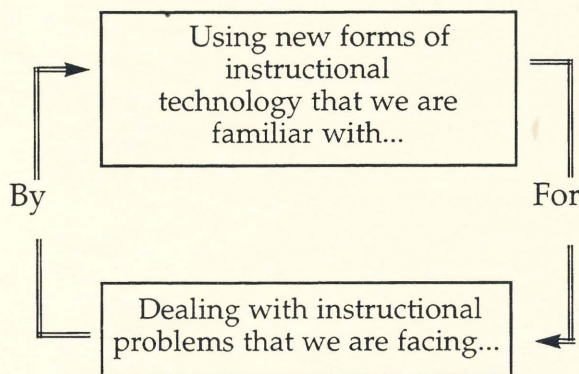 Using new forms of
instructional
technology that we are
familiar with...
By
For
Dealing with instructional
problems that we are facing...